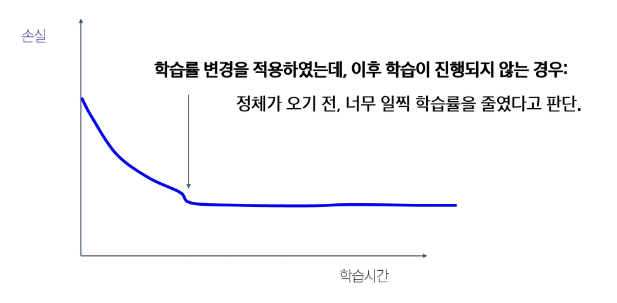 손실
학습률 변경을 적용하였는데, 이후 학습이 진행되지 않는 경우:
정체가 오기 전, 너무 일찍 학습률을 줄였다고 판단.
학습시간